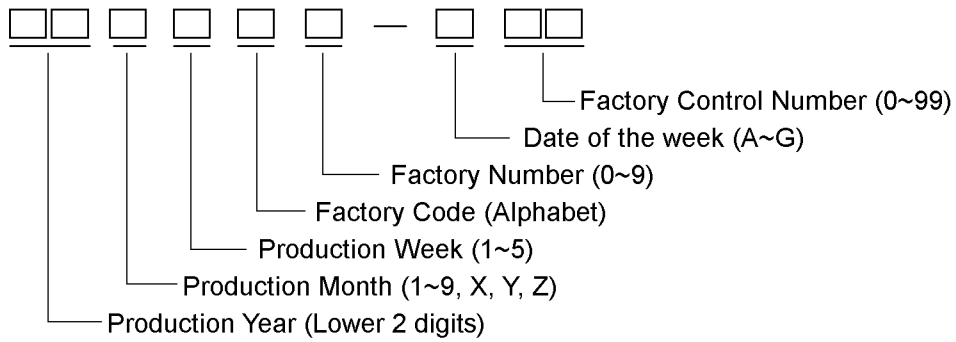 Factory Control Number (0~99)
Date of the week (A~G)
Factory Number (0~9)
Factory Code (Alphabet)
Production Week (1~5)
Production Month (1~9, X, Y, Z)
Production Year (Lower 2 digits)